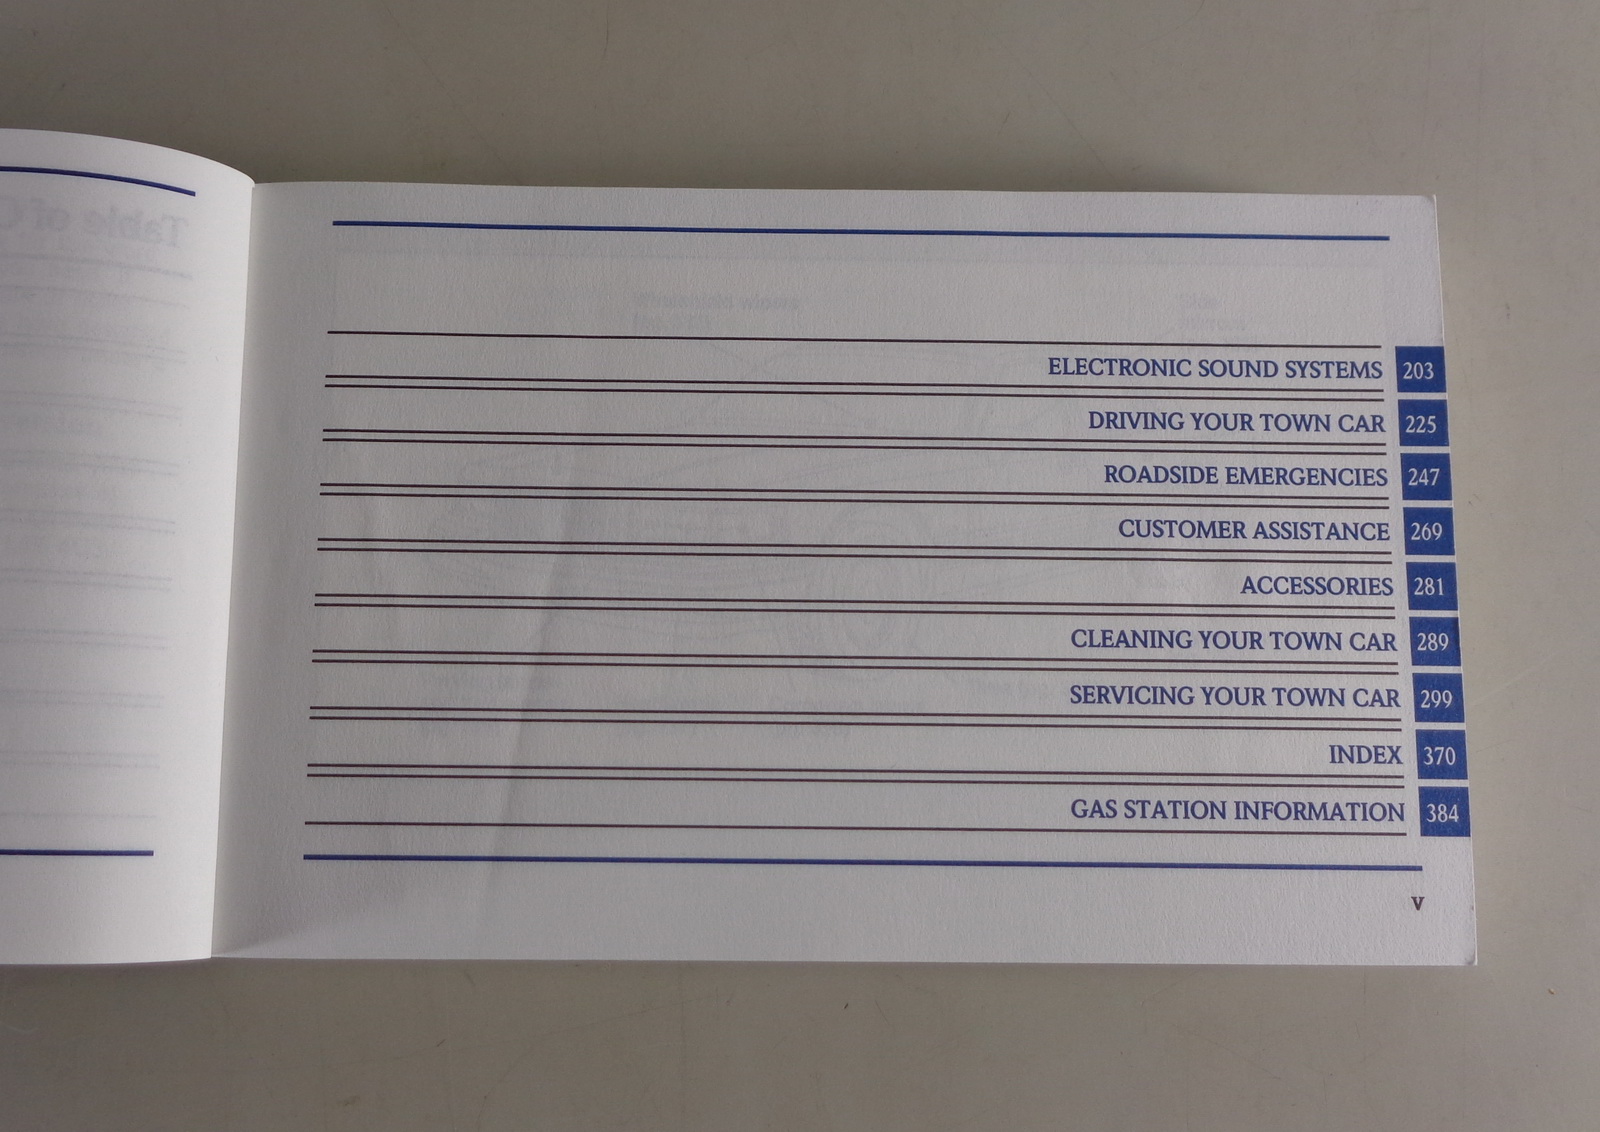 ELECTRONIC SOUND SYSTEMS 203
DRIVING YOUR TOWN CAR 225
ROADSIDE EMERGENCIES 247
CUSTOMER ASSISTANCE 269
ACCESSORIES 281
CLEANING YOUR TOWN CAR 289
SERVICING YOUR TOWN CAR 299
INDEX 370
GAS STATION INFORMATION 384
v